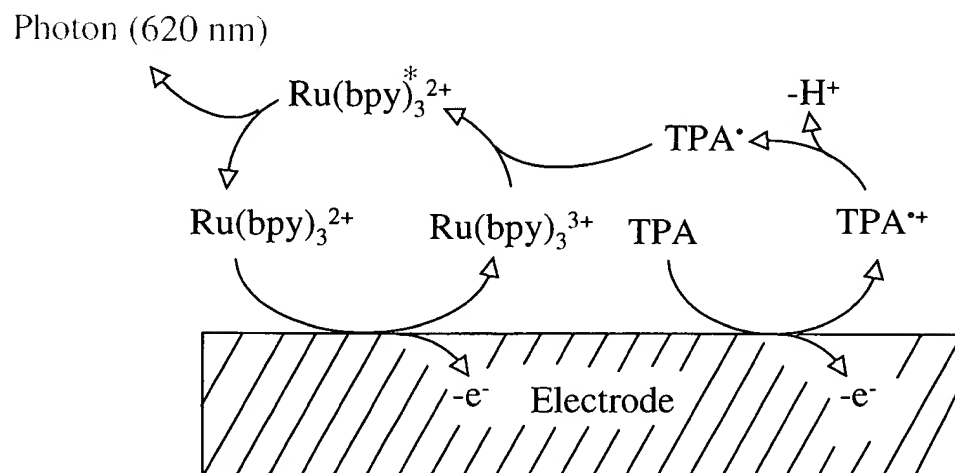 Photon (620 nm)
Ru(bpy)₃*²⁺
-H⁺
TPA•
Ru(bpy)₃²⁺
Ru(bpy)₃³⁺
TPA
TPA•⁺
-e⁻
Electrode
-e⁻